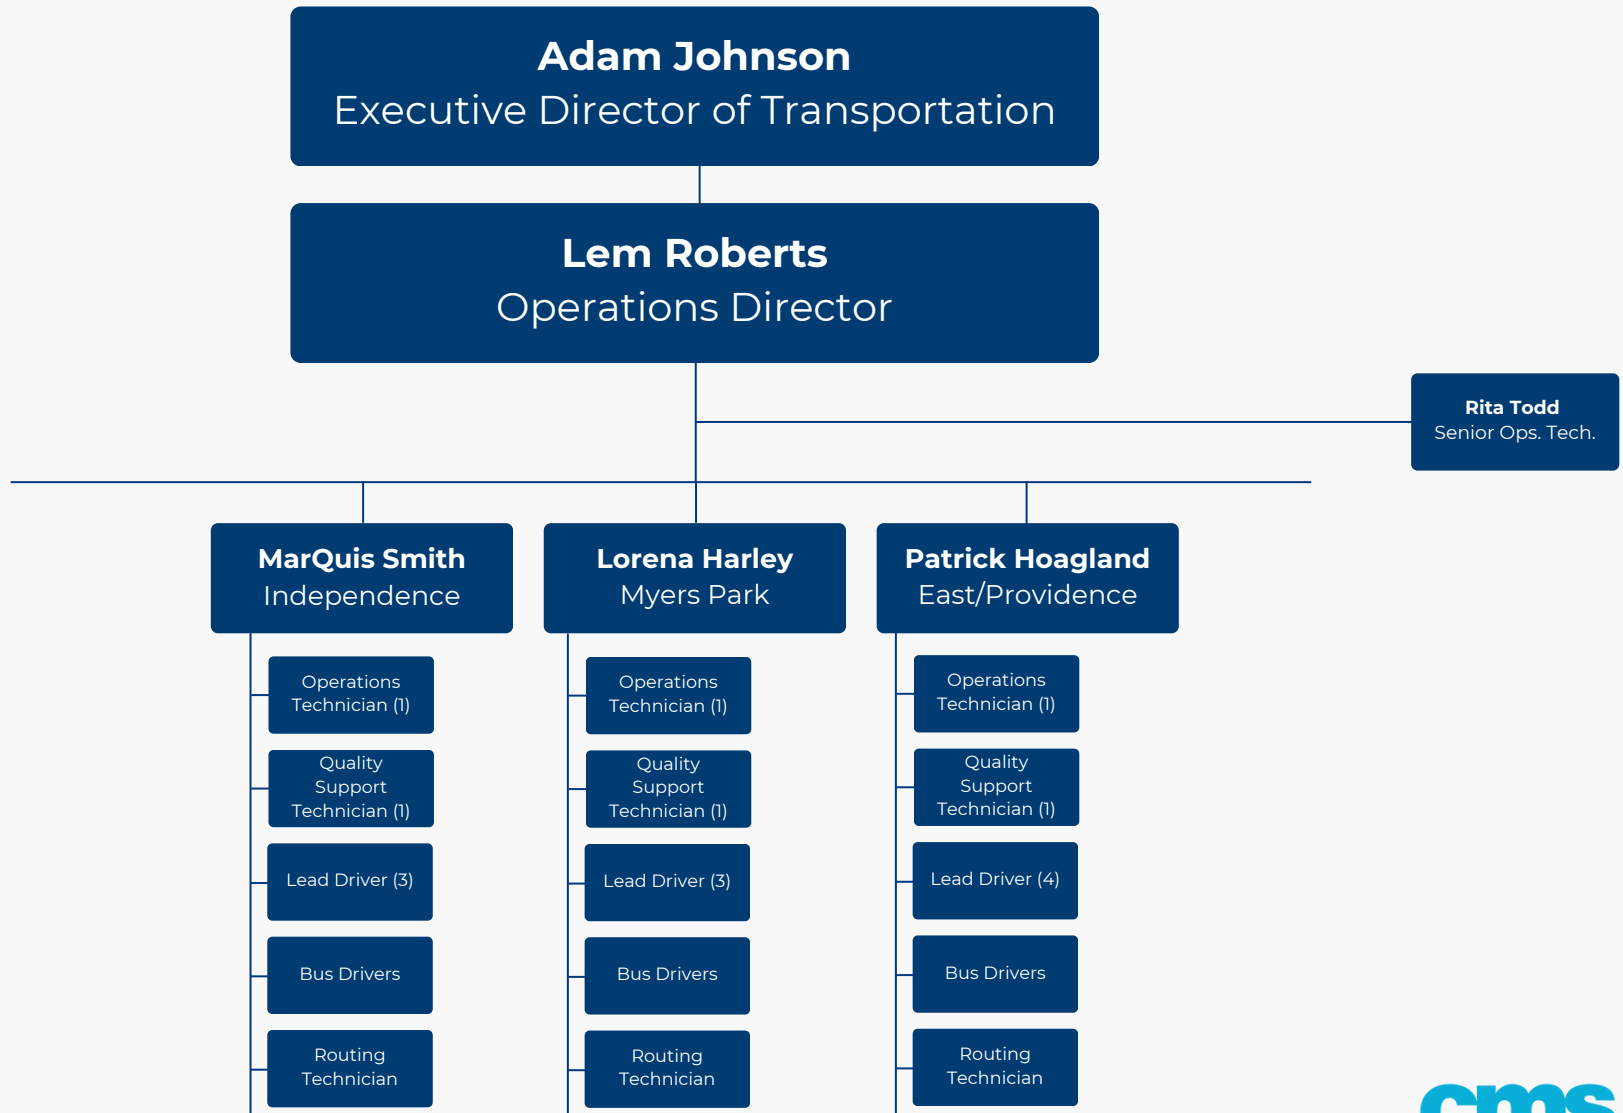 Adam Johnson
Executive Director of Transportation
Lem Roberts
Operations Director
Rita Todd
Senior Ops. Tech.
MarQuis Smith
Independence
Lorena Harley
Myers Park
Patrick Hoagland
East/Providence
Operations
Technician (1)
Quality
Support
Technician (1)
Lead Driver (3)
Bus Drivers
Routing
Technician
Operations
Technician (1)
Quality
Support
Technician (1)
Lead Driver (3)
Bus Drivers
Routing
Technician
Operations
Technician (1)
Quality
Support
Technician (1)
Lead Driver (4)
Bus Drivers
Routing
Technician
cms